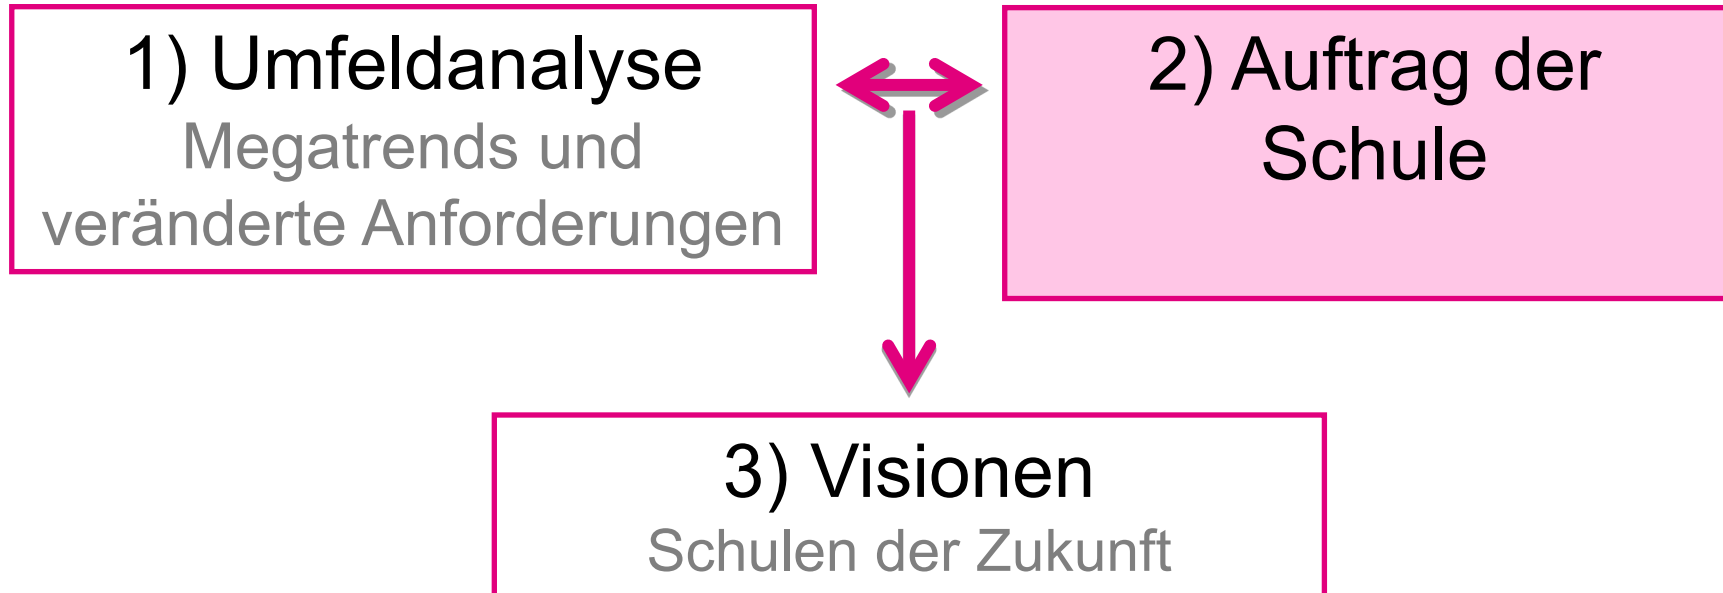 1) Umfeldanalyse
Megatrends und
veränderte Anforderungen
2) Auftrag der
Schule
3) Visionen
Schulen der Zukunft